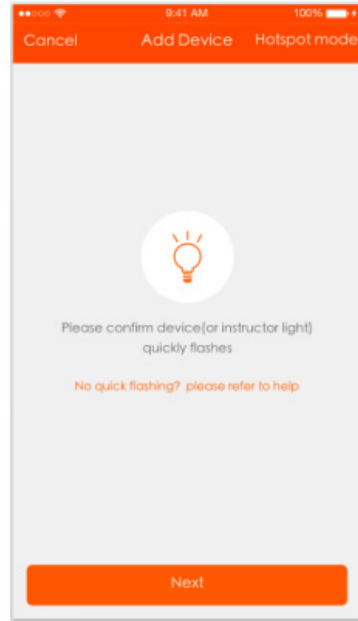 9:41 AM 100%
Cancel Add Device Hotspot mode
Please confirm device(or instructor light)
quickly flashes
No quick flashing? please refer to help
Next